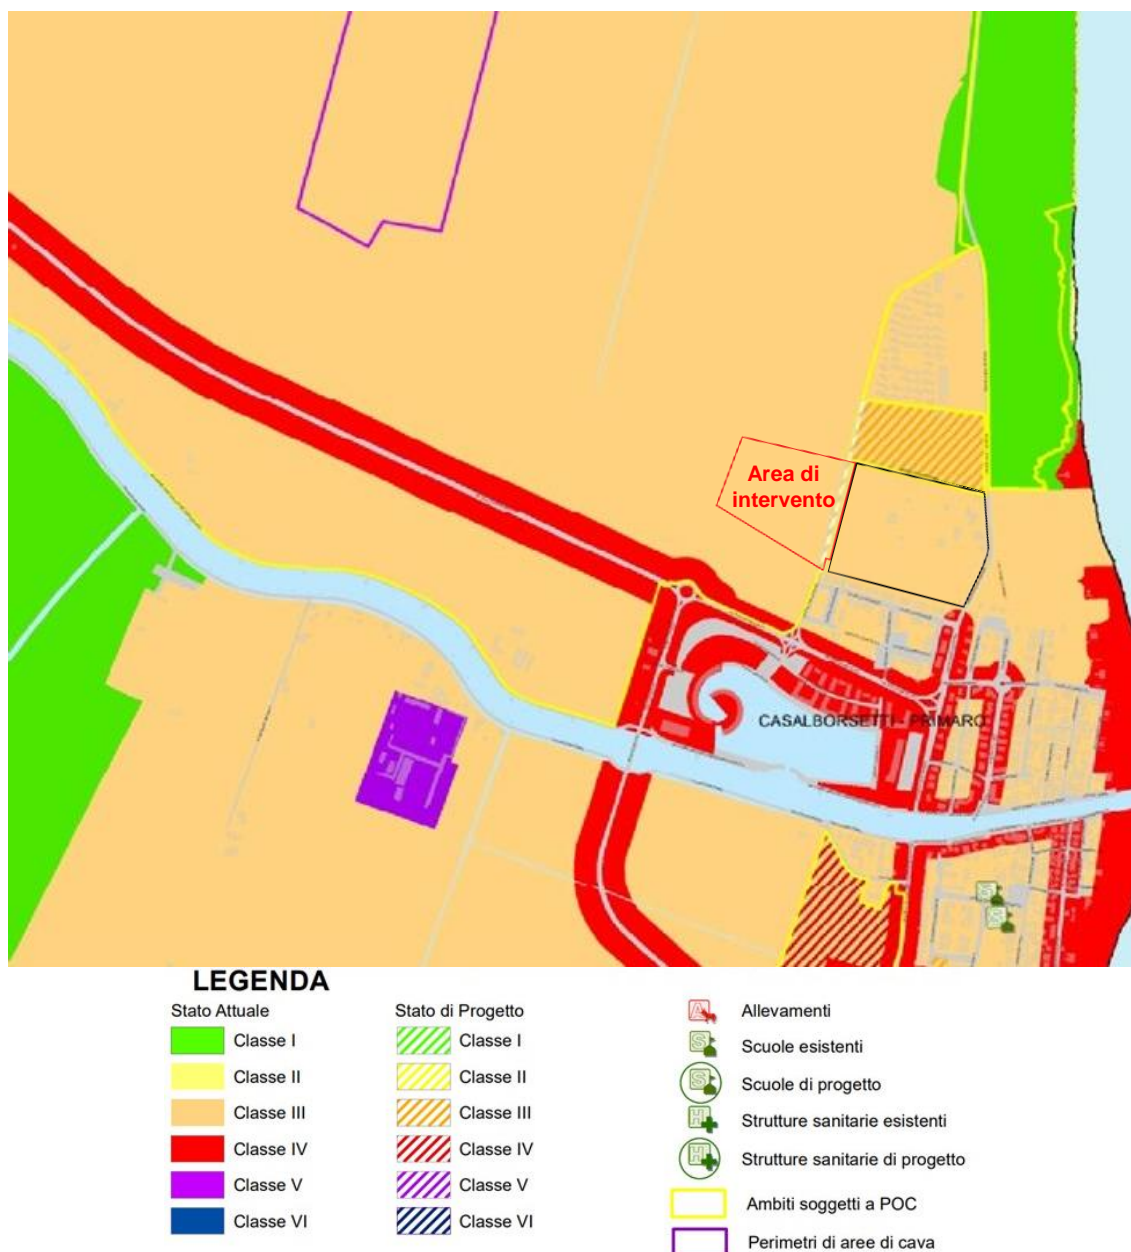 Area di
intervento
CASALBORSETTI - PRIMARO
LEGENDA
Stato Attuale
Classe I
Classe II
Classe III
Classe IV
Classe V
Classe VI
Stato di Progetto
Classe I
Classe II
Classe III
Classe IV
Classe V
Classe VI
A
Allevamenti
S
Scuole esistenti
S
Scuole di progetto
H
Strutture sanitarie esistenti
H
Strutture sanitarie di progetto
Ambiti soggetti a POC
Perimetri di aree di cava